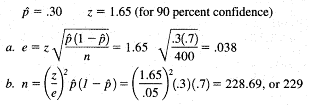 p̂ = .30 z = 1.65 (for 90 percent confidence)
a. e = z √(p̂(1 − p̂)/n) = 1.65 √(.3(.7)/400) = .038
b. n = (z/e)² p̂(1 − p̂) = (1.65/.05)² (.3)(.7) = 228.69, or 229